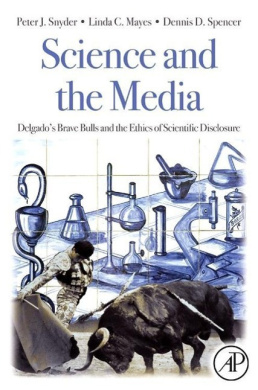 Peter J. Snyder • Linda C. Mayes • Dennis D. Spencer
Science and
the Media
Delgado's Brave Bulls and the Ethics of Scientific Disclosure
AP